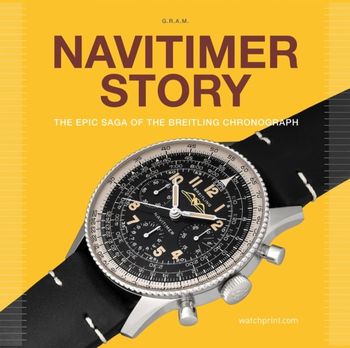 G.R.A.M.
NAVITIMER
STORY
THE EPIC SAGA OF THE BREITLING CHRONOGRAPH
NAVITIMER
watchprint.com